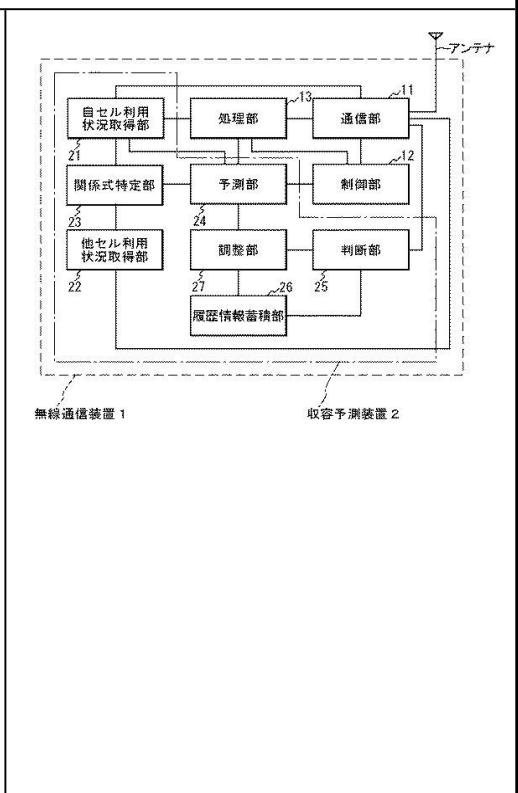 アンテナ
11
13
自セル利用
状況取得部
処理部
通信部
21
12
関係式特定部
予測部
制御部
23
24
他セル利用
状況取得部
調整部
判断部
22
27
25
26
履歴情報蓄積部
無線通信装置1
収容予測装置2